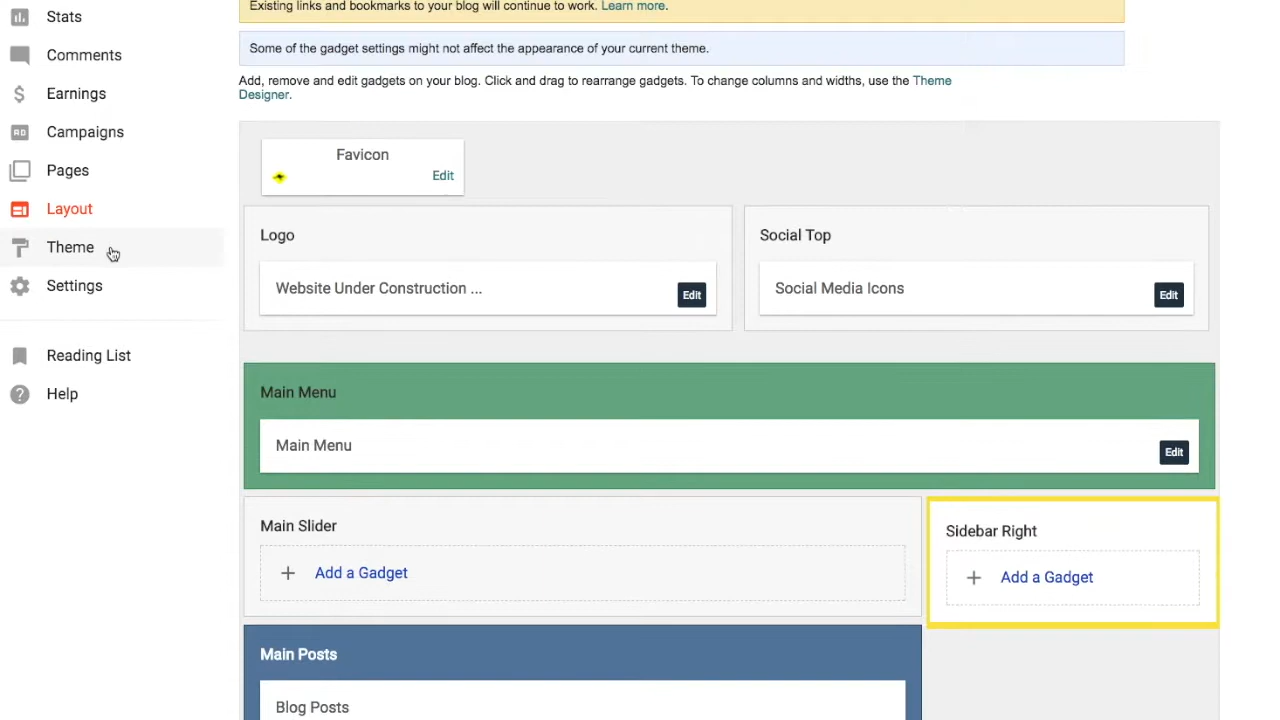 Existing links and bookmarks to your blog will continue to work. Learn more.
Stats
Some of the gadget settings might not affect the appearance of your current theme.
Comments
Add, remove and edit gadgets on your blog. Click and drag to rearrange gadgets. To change columns and widths, use the Theme
Designer.
Earnings
Campaigns
Pages
Layout
Theme
Settings
Reading List
Help
Favicon
Edit
Logo
Website Under Construction ...
Edit
Social Top
Social Media Icons
Edit
Main Menu
Main Menu
Edit
Main Slider
+ Add a Gadget
Sidebar Right
+ Add a Gadget
Main Posts
Blog Posts